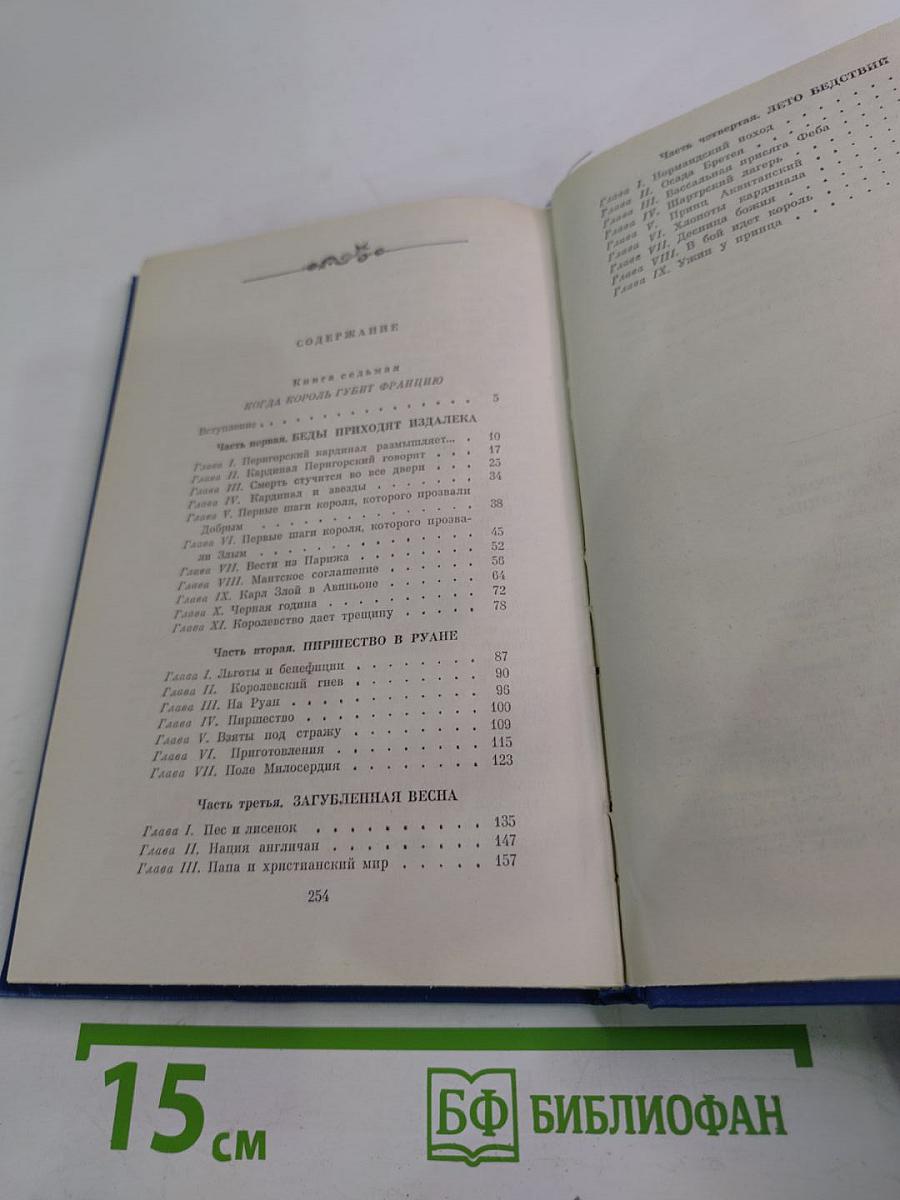 СОДЕРЖАНИЕ
Книга седьмая
КОГДА КОРОЛЬ ГУБИТ ФРАНЦИЮ
Вступление . . . . . . . . . . . . . . . 5
Часть первая. БЕДЫ ПРИХОДЯТ ИЗДАЛЕКА
Глава I. Перигорский кардинал размышляет... . 10
Глава II. Кардинал Перигорский говорит . . . 17
Глава III. Смерть стучится во все двери . . . . 25
Глава IV. Кардинал и звезды . . . . . . . 34
Глава V. Первые шаги короля, которого прозвали
Добрым . . . . . . . . . . . . . . 38
Глава VI. Первые шаги короля, которого прозва-
ли Злым . . . . . . . . . . . . . . 45
Глава VII. Вести из Парижа . . . . . . . . 52
Глава VIII. Мантское соглашение . . . . . . 56
Глава IX. Карл Злой в Авиньоне . . . . . . 64
Глава X. Черная година . . . . . . . . . . 72
Глава XI. Королевство дает трещину . . . . . 78
Часть вторая. ПИРШЕСТВО В РУАНЕ
Глава I. Льготы и бенефиции . . . . . . . . 87
Глава II. Королевский гнев . . . . . . . . 90
Глава III. На Руан . . . . . . . . . . . 96
Глава IV. Пиршество . . . . . . . . . . 100
Глава V. Взяты под стражу . . . . . . . . 109
Глава VI. Приготовления . . . . . . . . . 115
Глава VII. Поле Милосердия . . . . . . . . 123
Часть третья. ЗАГУБЛЕННАЯ ВЕСНА
Глава I. Пес и лисенок . . . . . . . . . . 135
Глава II. Нация англичан . . . . . . . . . 147
Глава III. Папа и христианский мир . . . . . 157
254
Часть четвертая. ЛЕТО БЕДСТВИЙ
Глава I. Нормандский поход . . . . . .
Глава II. Осада Бретея . . . . . . . .
Глава III. Вассальная присяга Феба . . .
Глава IV. Шартрский лагерь . . . . . .
Глава V. Принц Аквитанский . . . . . .
Глава VI. Хлопоты кардинала . . . . .
Глава VII. Десница божия . . . . . . .
Глава VIII. В бой идет король . . . . .
Глава IX. Ужин у принца . . . . . . .
15 см
БФ БИБЛИОФАН